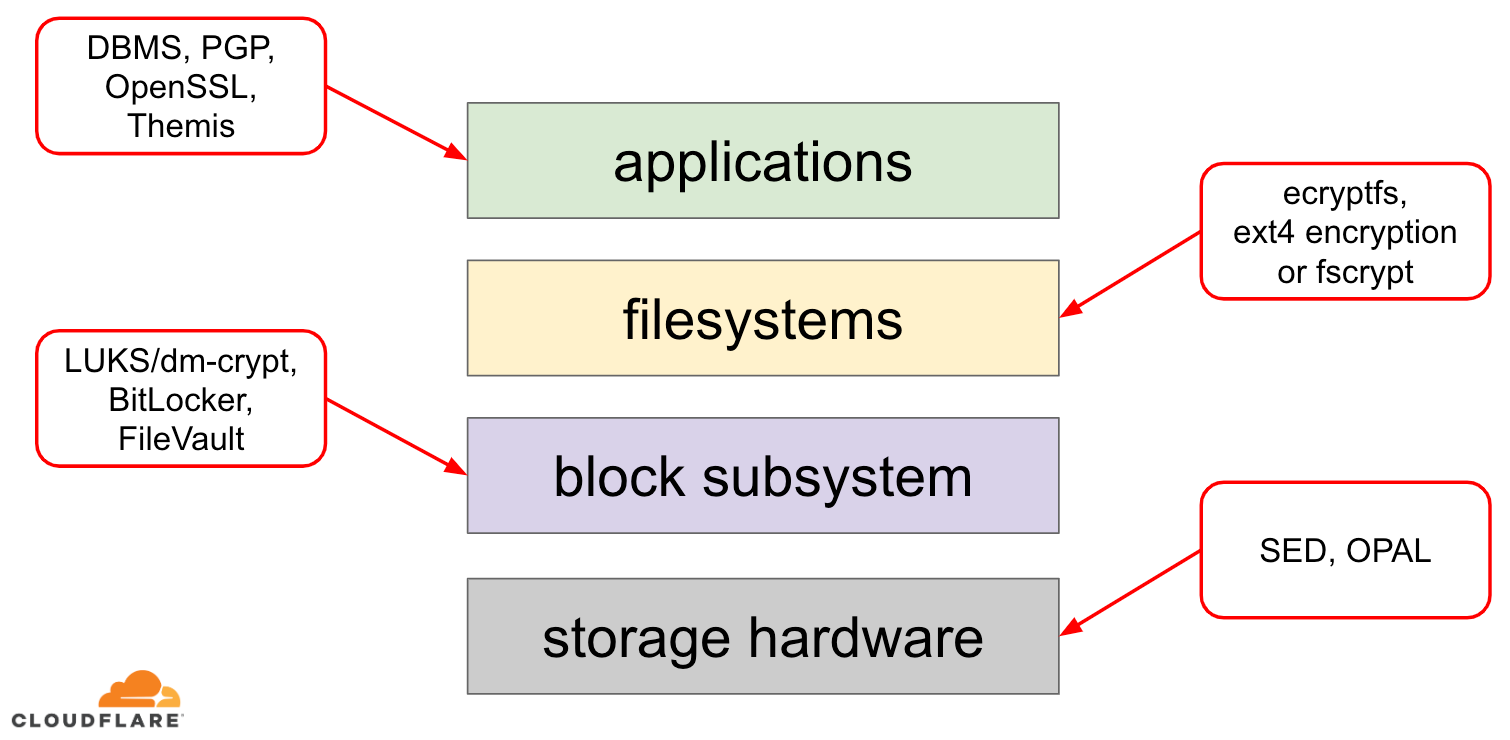 DBMS, PGP,
OpenSSL,
Themis
applications
ecryptfs,
ext4 encryption
or fscrypt
filesystems
LUKS/dm-crypt,
BitLocker,
FileVault
block subsystem
SED, OPAL
storage hardware
CLOUDFLARE